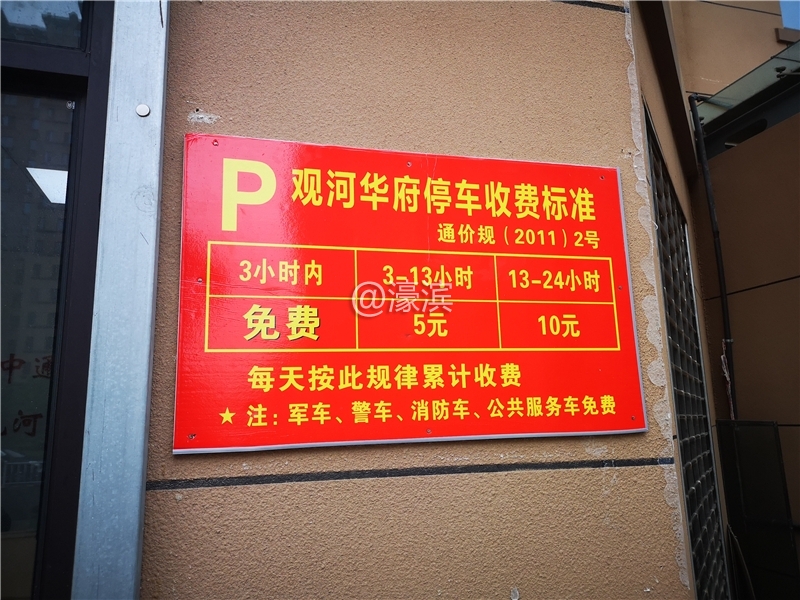 P 观河华府停车收费标准
通价规（2011）2号
3小时内 3-13小时 13-24小时
免费 5元 10元
每天按此规律累计收费
★ 注：军车、警车、消防车、公共服务车免费
@濠滨
中通
河